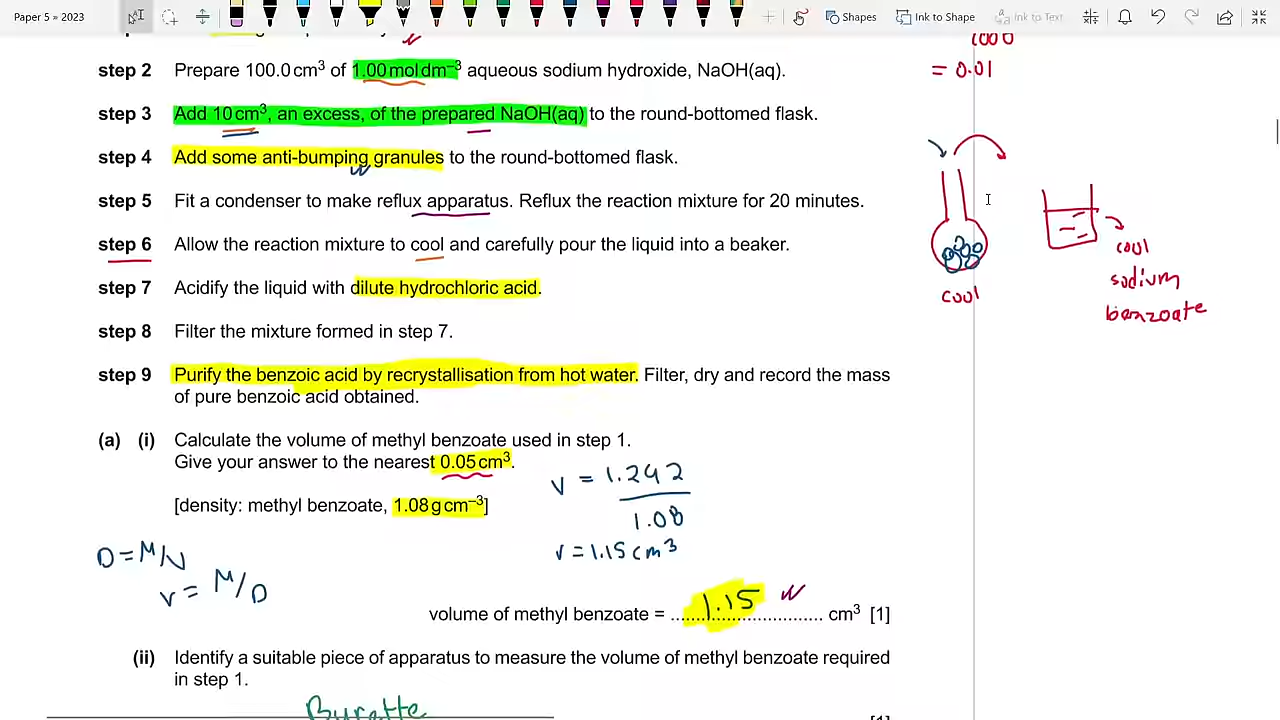 Paper 5 » 2023
Shapes
Ink to Shape
Ink to Text
1000
= 0.01
step 2 Prepare 100.0 cm³ of 1.00 mol dm⁻³ aqueous sodium hydroxide, NaOH(aq).
step 3 Add 10 cm³, an excess, of the prepared NaOH(aq) to the round-bottomed flask.
step 4 Add some anti-bumping granules to the round-bottomed flask.
step 5 Fit a condenser to make reflux apparatus. Reflux the reaction mixture for 20 minutes.
step 6 Allow the reaction mixture to cool and carefully pour the liquid into a beaker.
step 7 Acidify the liquid with dilute hydrochloric acid.
step 8 Filter the mixture formed in step 7.
step 9 Purify the benzoic acid by recrystallisation from hot water. Filter, dry and record the mass
of pure benzoic acid obtained.
cool
cool
sodium
benzoate
(a) (i) Calculate the volume of methyl benzoate used in step 1.
Give your answer to the nearest 0.05 cm³.
[density: methyl benzoate, 1.08 g cm⁻³]
V = 1.242
1.08
V = 1.15 cm³
D = M/V
V = M/D
volume of methyl benzoate = 1.15 cm³ [1]
(ii) Identify a suitable piece of apparatus to measure the volume of methyl benzoate required
in step 1.
Burette